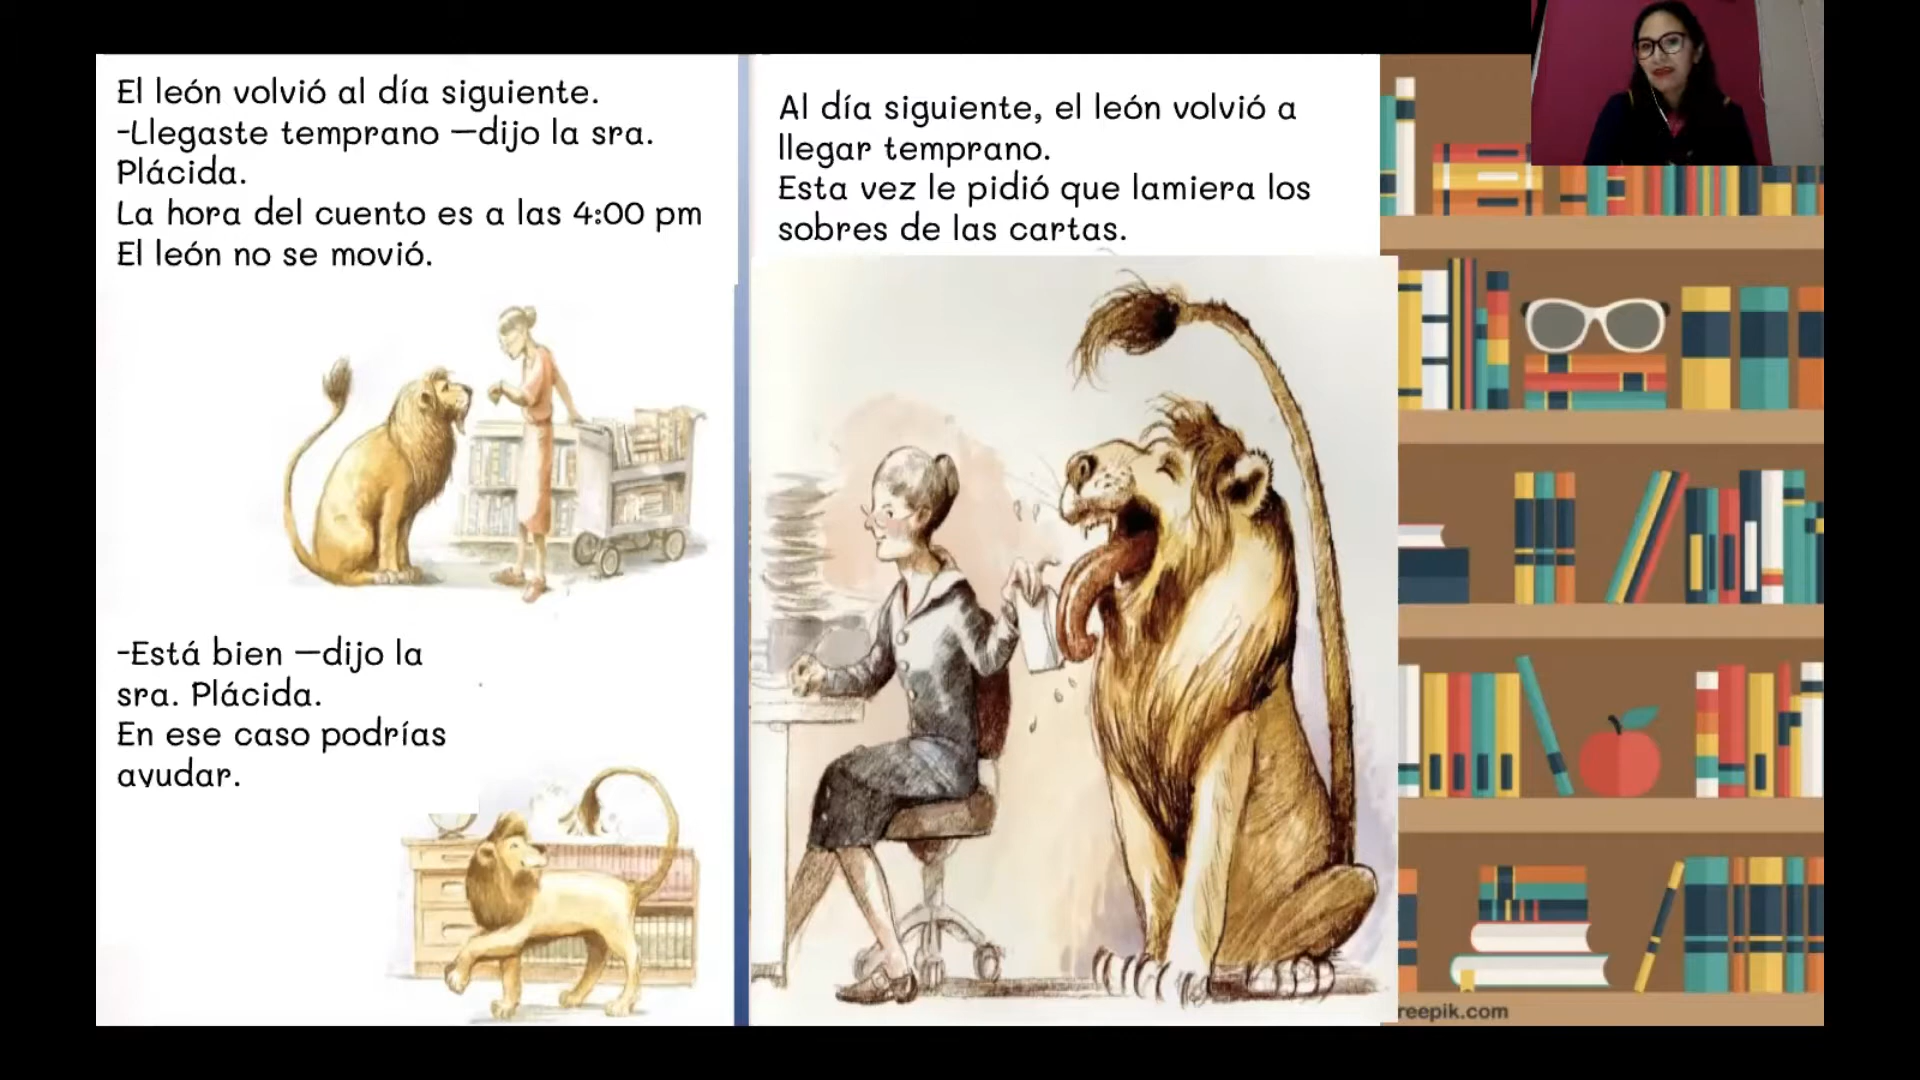 El león volvió al día siguiente.
-Llegaste temprano —dijo la sra.
Plácida.
La hora del cuento es a las 4:00 pm
El león no se movió.
-Está bien —dijo la
sra. Plácida.
En ese caso podrías
ayudar.
Al día siguiente, el león volvió a
llegar temprano.
Esta vez le pidió que lamiera los
sobres de las cartas.
reepik.com